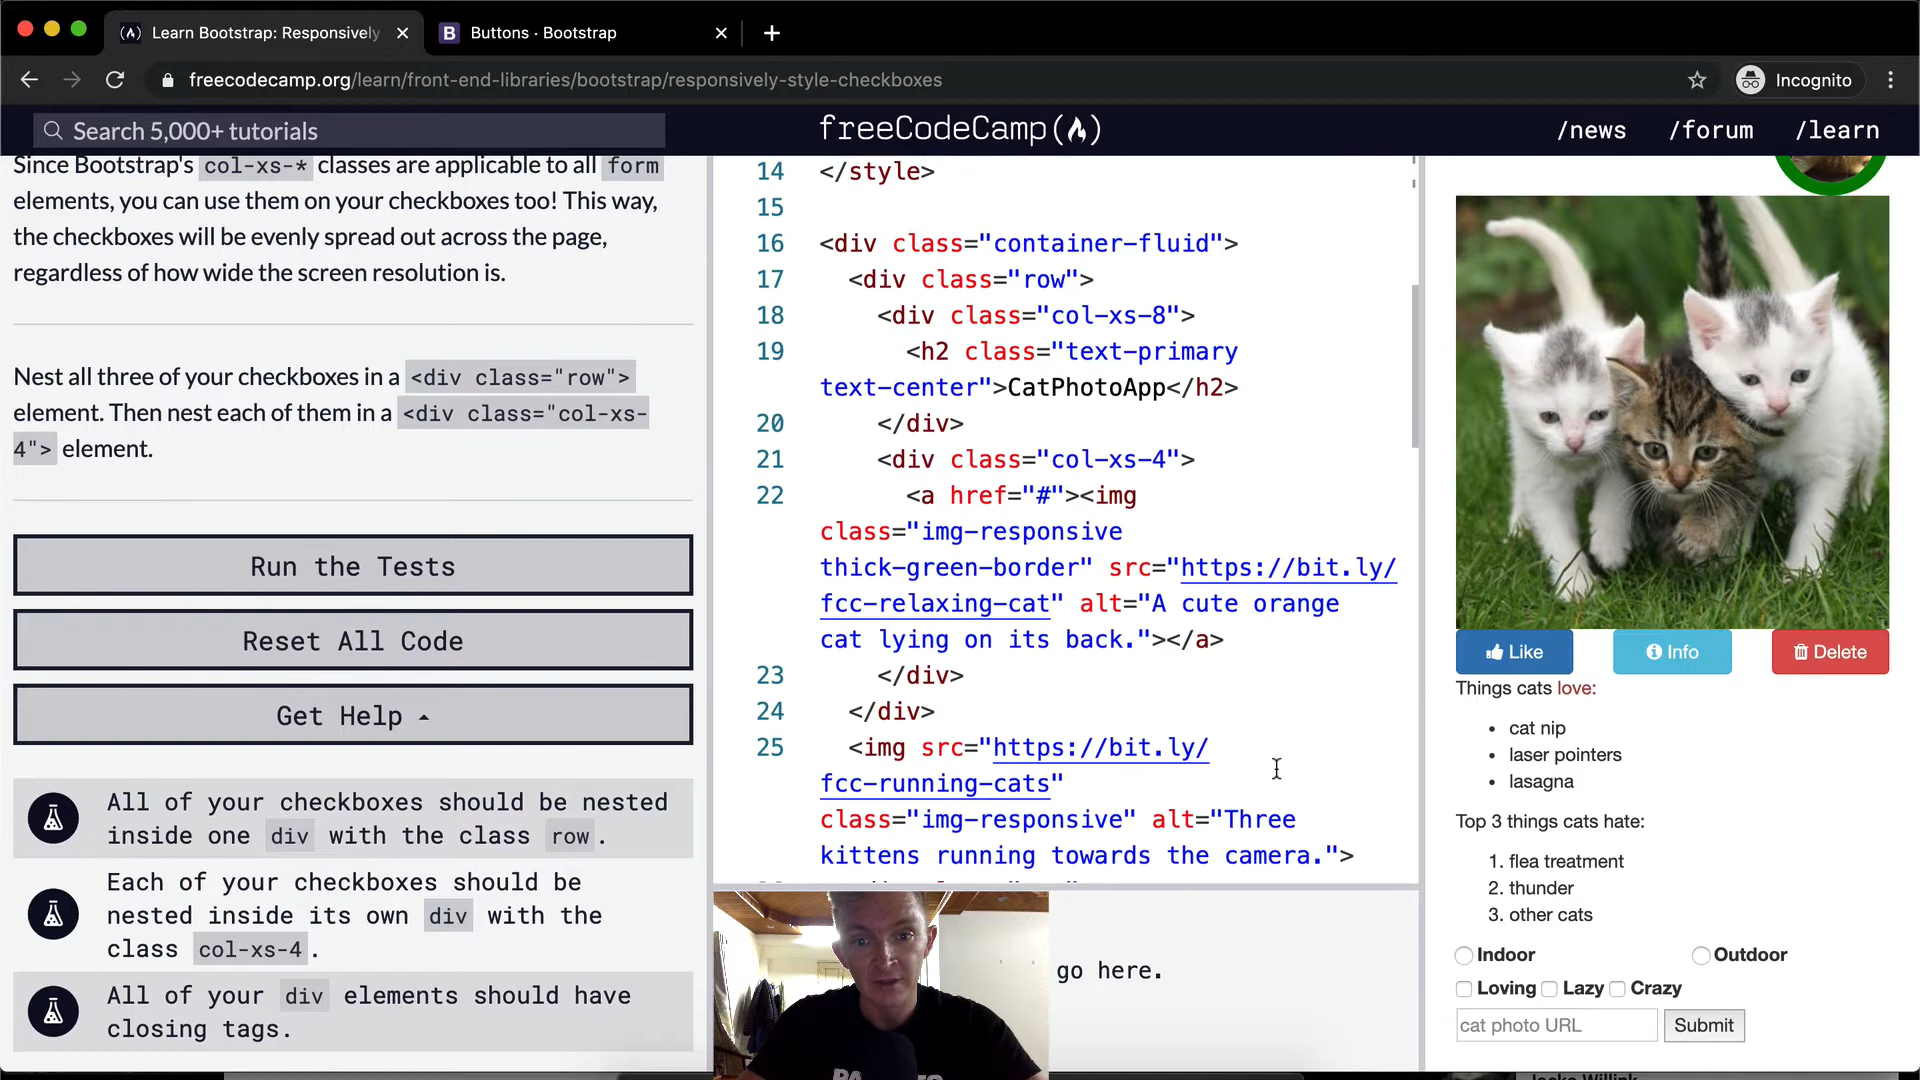 Learn Bootstrap: Responsively
Buttons · Bootstrap
freecodecamp.org/learn/front-end-libraries/bootstrap/responsively-style-checkboxes
Incognito
Search 5,000+ tutorials
freeCodeCamp
/news
/forum
/learn
Since Bootstrap's col-xs-* classes are applicable to all form
elements, you can use them on your checkboxes too! This way,
the checkboxes will be evenly spread out across the page,
regardless of how wide the screen resolution is.
Nest all three of your checkboxes in a <div class="row">
element. Then nest each of them in a <div class="col-xs-
4"> element.
Run the Tests
Reset All Code
Get Help
All of your checkboxes should be nested
inside one div with the class row.
Each of your checkboxes should be
nested inside its own div with the
class col-xs-4.
All of your div elements should have
closing tags.
14 </style>
15
16 <div class="container-fluid">
17 <div class="row">
18 <div class="col-xs-8">
19 <h2 class="text-primary
text-center">CatPhotoApp</h2>
20 </div>
21 <div class="col-xs-4">
22 <a href="#"><img
class="img-responsive
thick-green-border" src="https://bit.ly/
fcc-relaxing-cat" alt="A cute orange
cat lying on its back."></a>
23 </div>
24 </div>
25 <img src="https://bit.ly/
fcc-running-cats"
class="img-responsive" alt="Three
kittens running towards the camera.">
go here.
Like
Info
Delete
Things cats love:
cat nip
laser pointers
lasagna
Top 3 things cats hate:
1. flea treatment
2. thunder
3. other cats
Indoor
Outdoor
Loving
Lazy
Crazy
cat photo URL
Submit